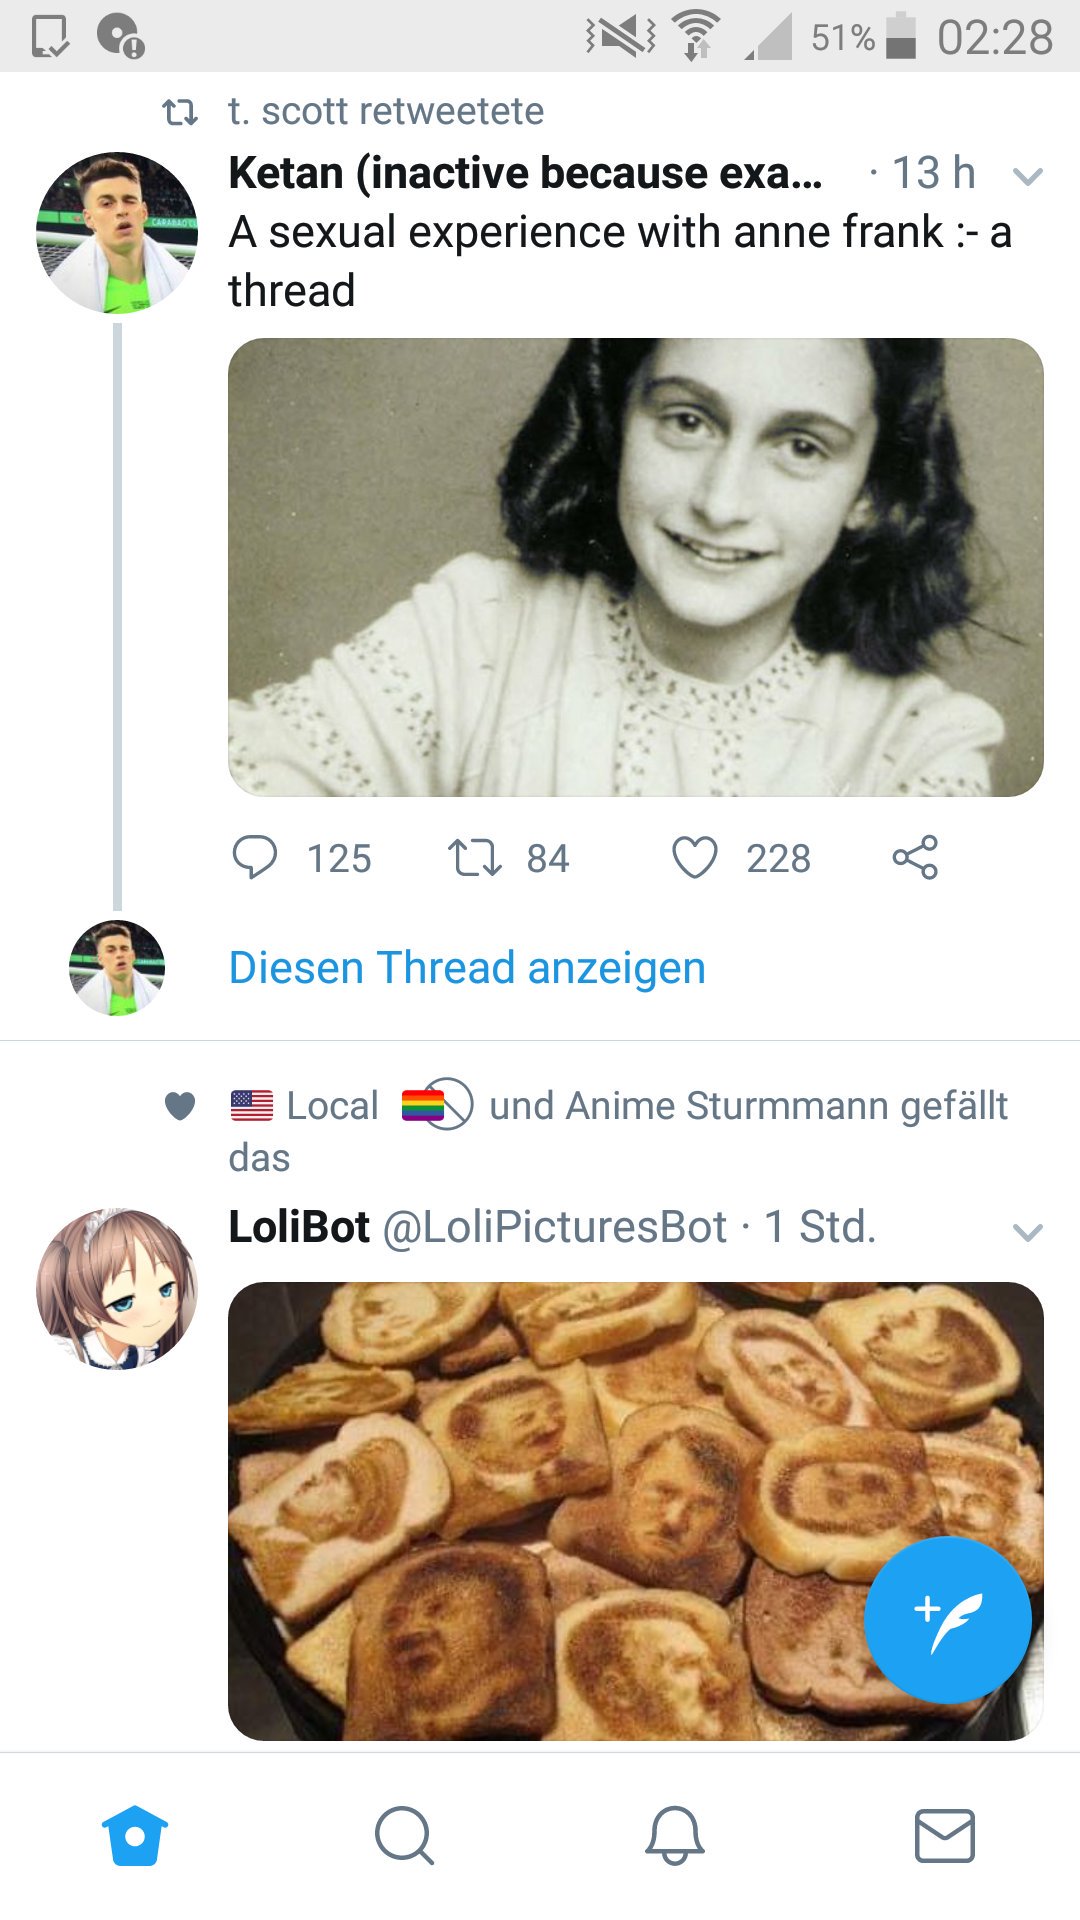 51% 02:28
t. scott retweetete
Ketan (inactive because exa... · 13 h
A sexual experience with anne frank :- a
thread
125 84 228
Diesen Thread anzeigen
Local und Anime Sturmmann gefällt
das
LoliBot @LoliPicturesBot · 1 Std.